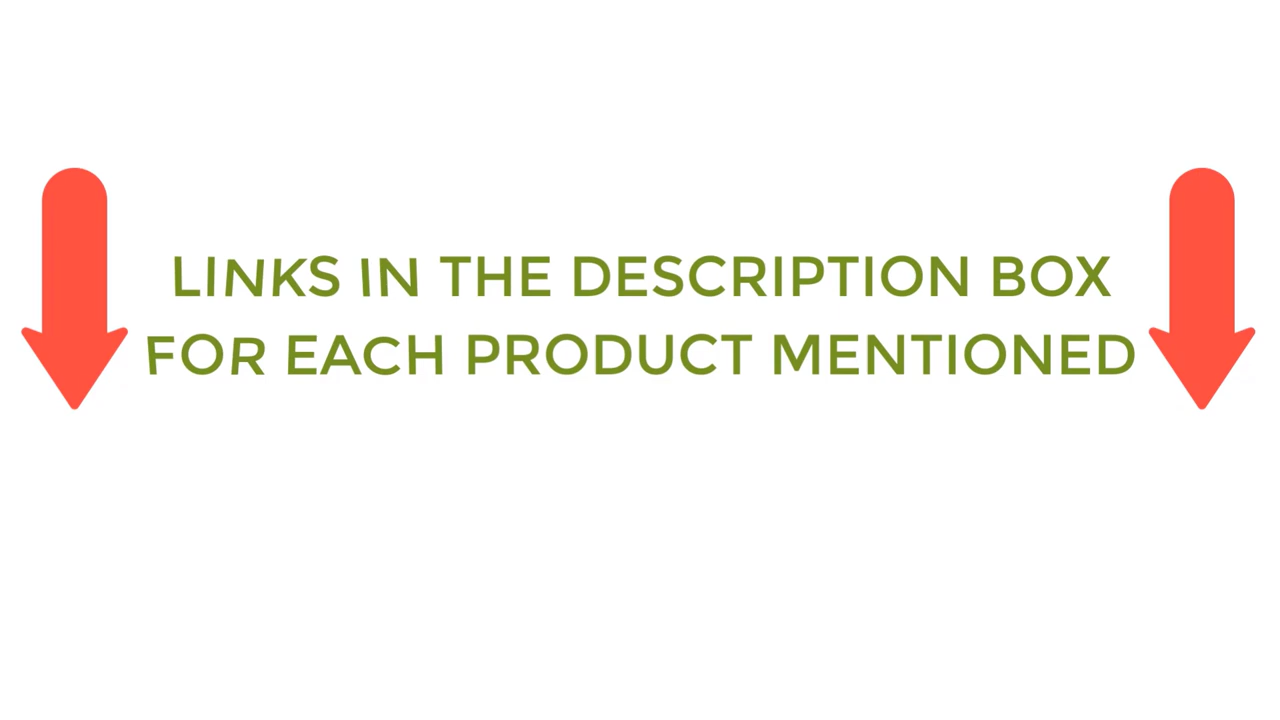 LINKS IN THE DESCRIPTION BOX
FOR EACH PRODUCT MENTIONED